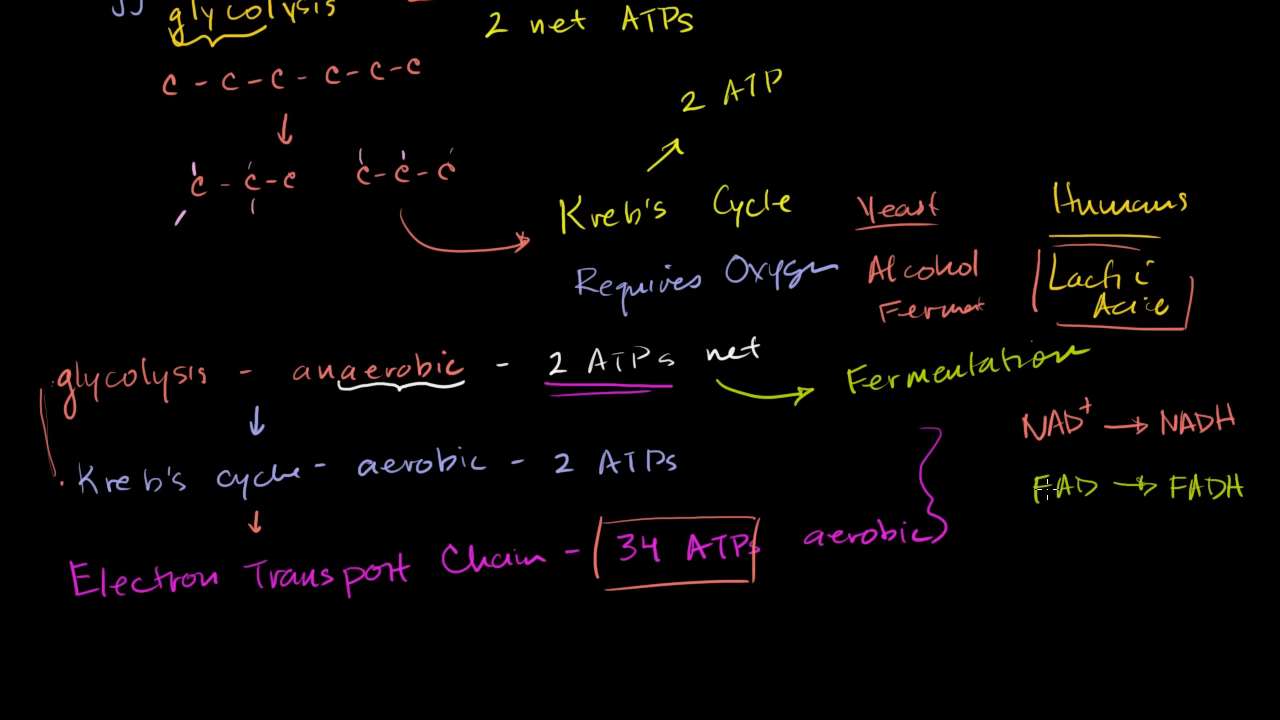 glycolysis
2 net ATPs
C - C - C - C - C - C
2 ATP
C - C - C C - C - C
Kreb's Cycle
Requires Oxygen
Yeast
Alcohol
Ferment
Humans
Lactic
Acid
glycolysis - anaerobic - 2 ATPs net
Fermentation
Kreb's cycle - aerobic - 2 ATPs
NAD+ → NADH
FAD → FADH
Electron Transport Chain - 34 ATPs aerobic